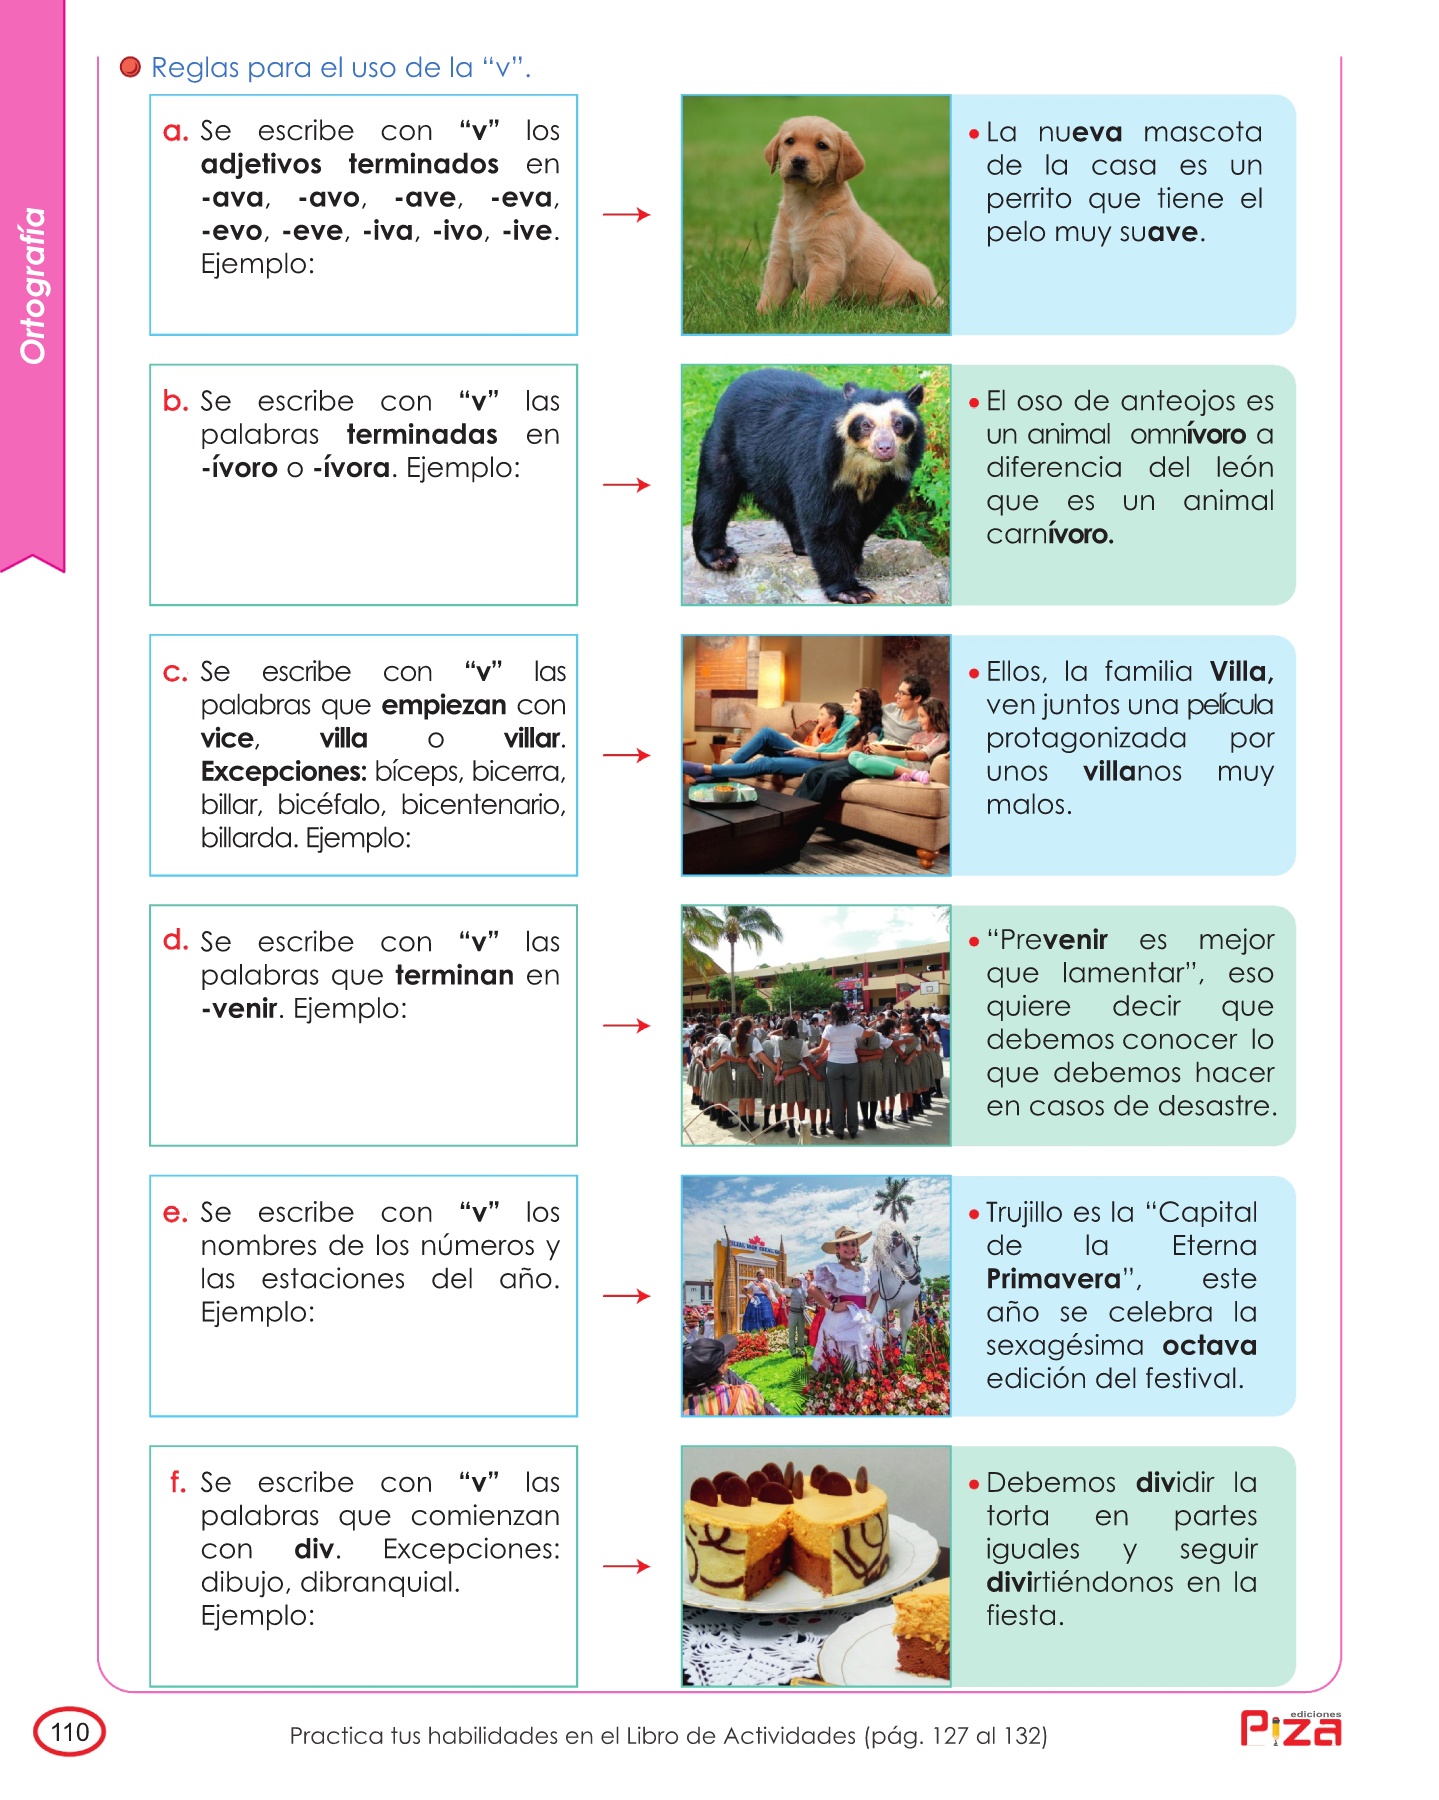 Ortografía
Reglas para el uso de la “v”.
a. Se escribe con “v” los
adjetivos terminados en
-ava, -avo, -ave, -eva,
-evo, -eve, -iva, -ivo, -ive.
Ejemplo:
• La nueva mascota
de la casa es un
perrito que tiene el
pelo muy suave.
b. Se escribe con “v” las
palabras terminadas en
-ívoro o -ívora. Ejemplo:
• El oso de anteojos es
un animal omnívoro a
diferencia del león
que es un animal
carnívoro.
c. Se escribe con “v” las
palabras que empiezan con
vice, villa o villar.
Excepciones: bíceps, bicerra,
billar, bicéfalo, bicentenario,
billarda. Ejemplo:
• Ellos, la familia Villa,
ven juntos una película
protagonizada por
unos villanos muy
malos.
d. Se escribe con “v” las
palabras que terminan en
-venir. Ejemplo:
• “Prevenir es mejor
que lamentar”, eso
quiere decir que
debemos conocer lo
que debemos hacer
en casos de desastre.
e. Se escribe con “v” los
nombres de los números y
las estaciones del año.
Ejemplo:
• Trujillo es la “Capital
de la Eterna
Primavera”, este
año se celebra la
sexagésima octava
edición del festival.
f. Se escribe con “v” las
palabras que comienzan
con div. Excepciones:
dibujo, dibranquial.
Ejemplo:
• Debemos dividir la
torta en partes
iguales y seguir
divirtiéndonos en la
fiesta.
110
Practica tus habilidades en el Libro de Actividades (pág. 127 al 132)
ediciones
Piza